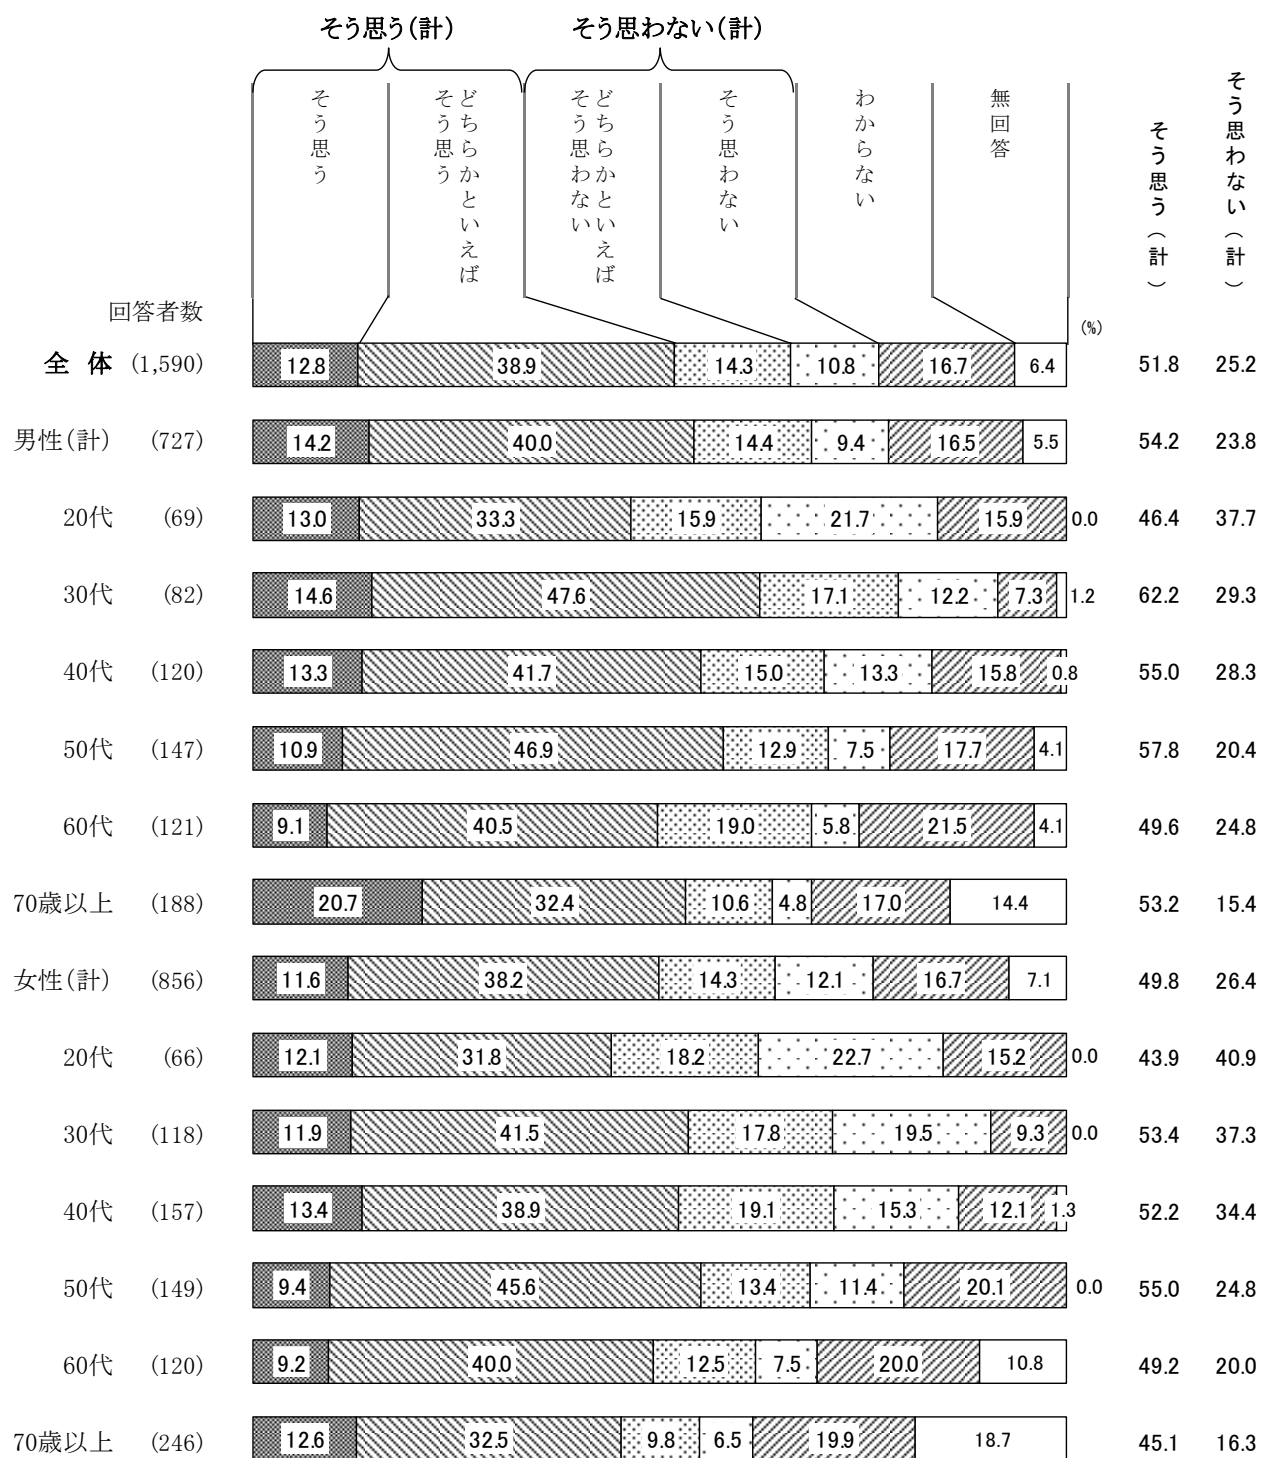 そう思う（計）　そう思わない（計）
そう思う
どちらかといえば
そう思う
どちらかといえば
そう思わない
そう思わない
わからない
無回答
そう思う（計）
そう思わない（計）
回答者数
(%)
全 体 (1,590) 12.8 38.9 14.3 10.8 16.7 6.4 51.8 25.2
男性（計） (727) 14.2 40.0 14.4 9.4 16.5 5.5 54.2 23.8
20代 (69) 13.0 33.3 15.9 21.7 15.9 0.0 46.4 37.7
30代 (82) 14.6 47.6 17.1 12.2 7.3 1.2 62.2 29.3
40代 (120) 13.3 41.7 15.0 13.3 15.8 0.8 55.0 28.3
50代 (147) 10.9 46.9 12.9 7.5 17.7 4.1 57.8 20.4
60代 (121) 9.1 40.5 19.0 5.8 21.5 4.1 49.6 24.8
70歳以上 (188) 20.7 32.4 10.6 4.8 17.0 14.4 53.2 15.4
女性（計） (856) 11.6 38.2 14.3 12.1 16.7 7.1 49.8 26.4
20代 (66) 12.1 31.8 18.2 22.7 15.2 0.0 43.9 40.9
30代 (118) 11.9 41.5 17.8 19.5 9.3 0.0 53.4 37.3
40代 (157) 13.4 38.9 19.1 15.3 12.1 1.3 52.2 34.4
50代 (149) 9.4 45.6 13.4 11.4 20.1 0.0 55.0 24.8
60代 (120) 9.2 40.0 12.5 7.5 20.0 10.8 49.2 20.0
70歳以上 (246) 12.6 32.5 9.8 6.5 19.9 18.7 45.1 16.3